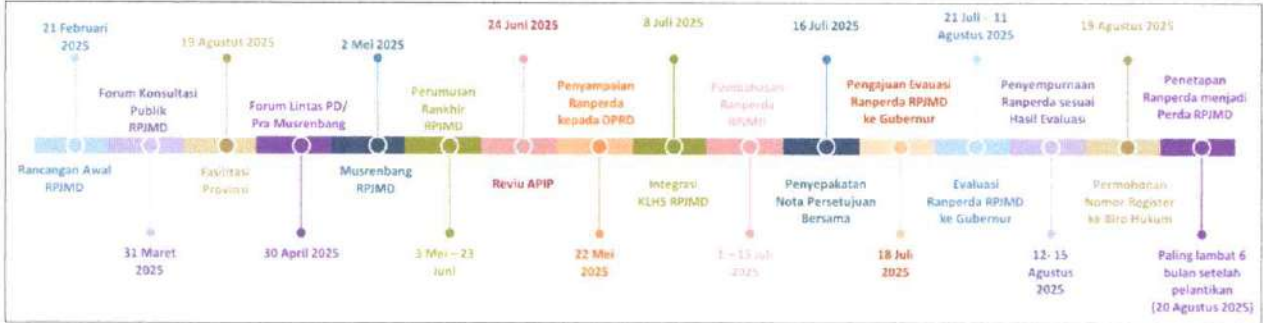 21 Februari
2025
Rancangan Awal
RPJMD
Forum Konsultasi
Publik
RPJMD
31 Maret
2025
19 Agustus 2025
Fasilitasi
Provinsi
Forum Lintas PD/
Pra Musrenbang
30 April 2025
2 Mei 2025
Musrenbang
RPJMD
Perumusan
Rankhir
RPJMD
3 Mei – 23
Juni
24 Juni 2025
Reviu APIP
Penyampaian
Ranperda
kepada DPRD
22 Mei
2025
8 Juli 2025
Integrasi
KLHS RPJMD
Pembahasan
Ranperda
RPJMD
Juli
2025
16 Juli 2025
Penyepakatan
Nota Persetujuan
Bersama
Pengajuan Evauasi
Ranperda RPJMD
ke Gubernur
18 Juli
2025
21 Juli - 11
Agustus 2025
Evaluasi
Ranperda RPJMD
ke Gubernur
Penyempurnaan
Ranperda sesuai
Hasil Evaluasi
12- 15
Agustus
2025
19 Agustus 2025
Permohonan
Nomor Register
ke Biro Hukum
Penetapan
Ranperda menjadi
Perda RPJMD
Paling lambat 6
bulan setelah
pelantikan
(20 Agustus 2025)